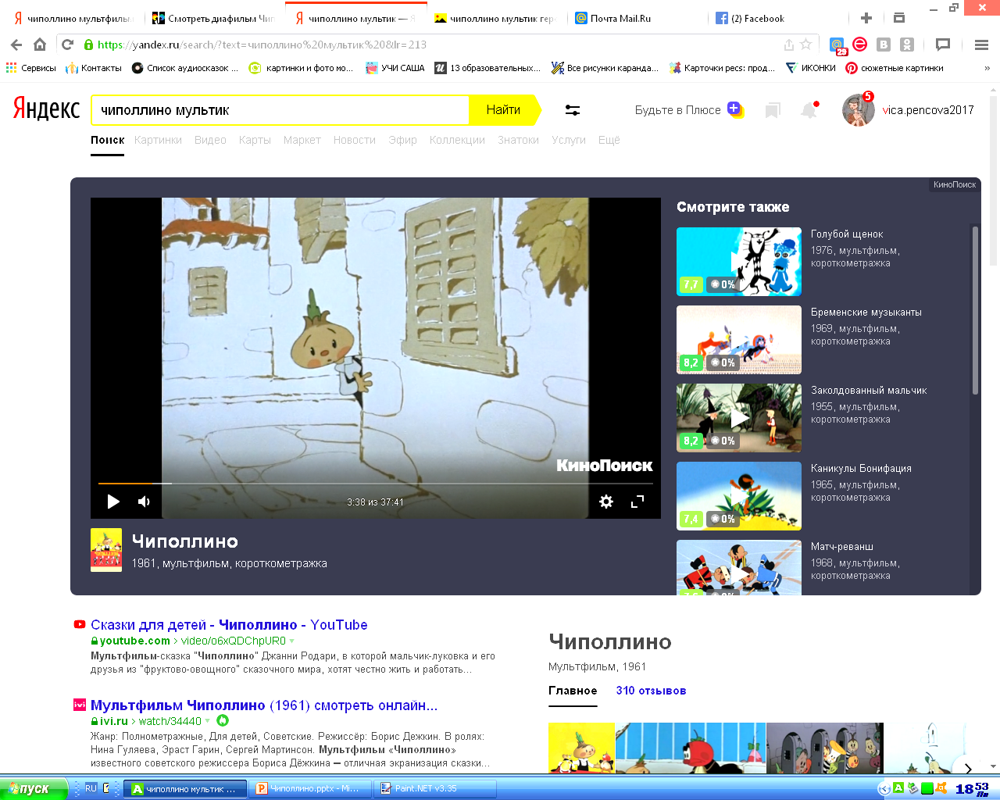 чиполлино мультфильм
Смотреть диафильм Чип
чиполлино мультик — Я
чиполлино мультик гер
Почта Mail.Ru
(2) Facebook
https://yandex.ru/search/?text=чиполлино%20мультик%20&lr=213
29
Сервисы
Контакты
Список аудиосказок ...
картинки и фото мо...
УЧИ САША
13 образовательных...
Все рисунки каранда...
Карточки pecs: прод...
ИКОНКИ
сюжетные картинки
»
Яндекс
чиполлино мультик
Найти
Будьте в Плюсе
5
vica.pencova2017
Поиск
Картинки
Видео
Карты
Маркет
Новости
Эфир
Коллекции
Знатоки
Услуги
Ещё
КиноПоиск
КиноПоиск
3:38 из 37:41
Чиполлино
1961, мультфильм, короткометражка
Смотрите также
Голубой щенок
1976, мультфильм,
короткометражка
7,7
0%
Бременские музыканты
1969, мультфильм,
короткометражка
8,2
0%
Заколдованный мальчик
1955, мультфильм,
короткометражка
8,2
0%
Каникулы Бонифация
1965, мультфильм,
короткометражка
7,4
0%
Матч-реванш
1968, мультфильм,
короткометражка
Сказки для детей - Чиполлино - YouTube
youtube.com › video/o6xQDChpUR0
Мультфильм-сказка "Чиполлино" Джанни Родари, в которой мальчик-луковка и его
друзья из "фруктово-овощного" сказочного мира, хотят честно жить и работать...
Мультфильм Чиполлино (1961) смотреть онлайн...
ivi.ru › watch/34440
Жанр: Полнометражные, Для детей, Советские. Режиссёр: Борис Дежкин. В ролях:
Нина Гуляева, Эраст Гарин, Сергей Мартинсон. Мультфильм «Чиполлино»
известного советского режиссера Бориса Дёжкина — отличная экранизация сказки...
Чиполлино
Мультфильм, 1961
Главное
310 отзывов
пуск
RU
чиполлино мультик ...
Чиполлино.pptx - Mi...
Paint.NET v3.35
18 53
Пн